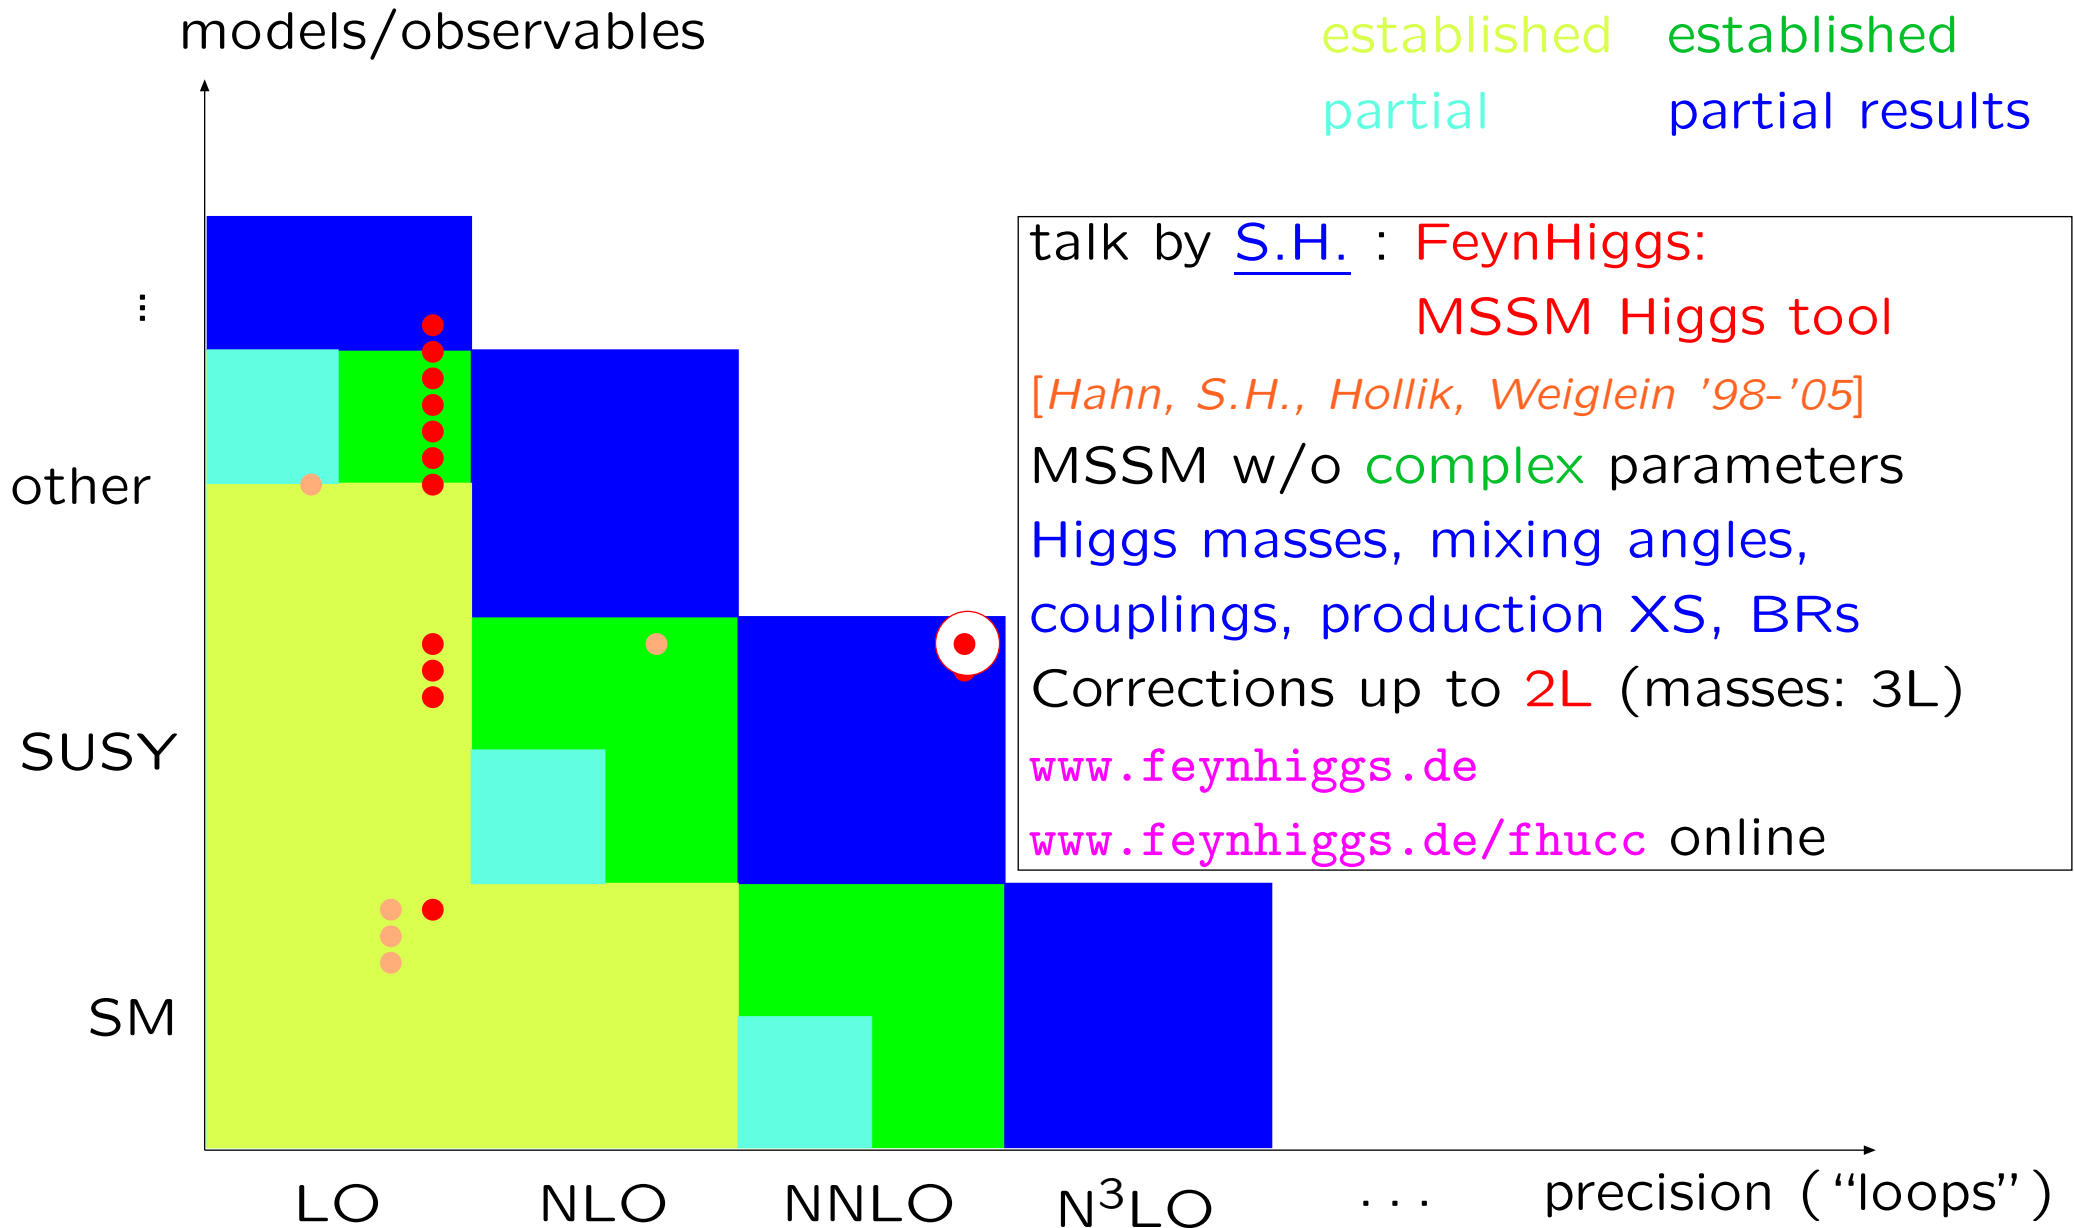 models/observables
established established
partial partial results
talk by S.H. : FeynHiggs:
MSSM Higgs tool
[Hahn, S.H., Hollik, Weiglein '98-'05]
MSSM w/o complex parameters
Higgs masses, mixing angles,
couplings, production XS, BRs
Corrections up to 2L (masses: 3L)
www.feynhiggs.de
www.feynhiggs.de/fhucc online
...
other
SUSY
SM
LO NLO NNLO N³LO ... precision (“loops”)